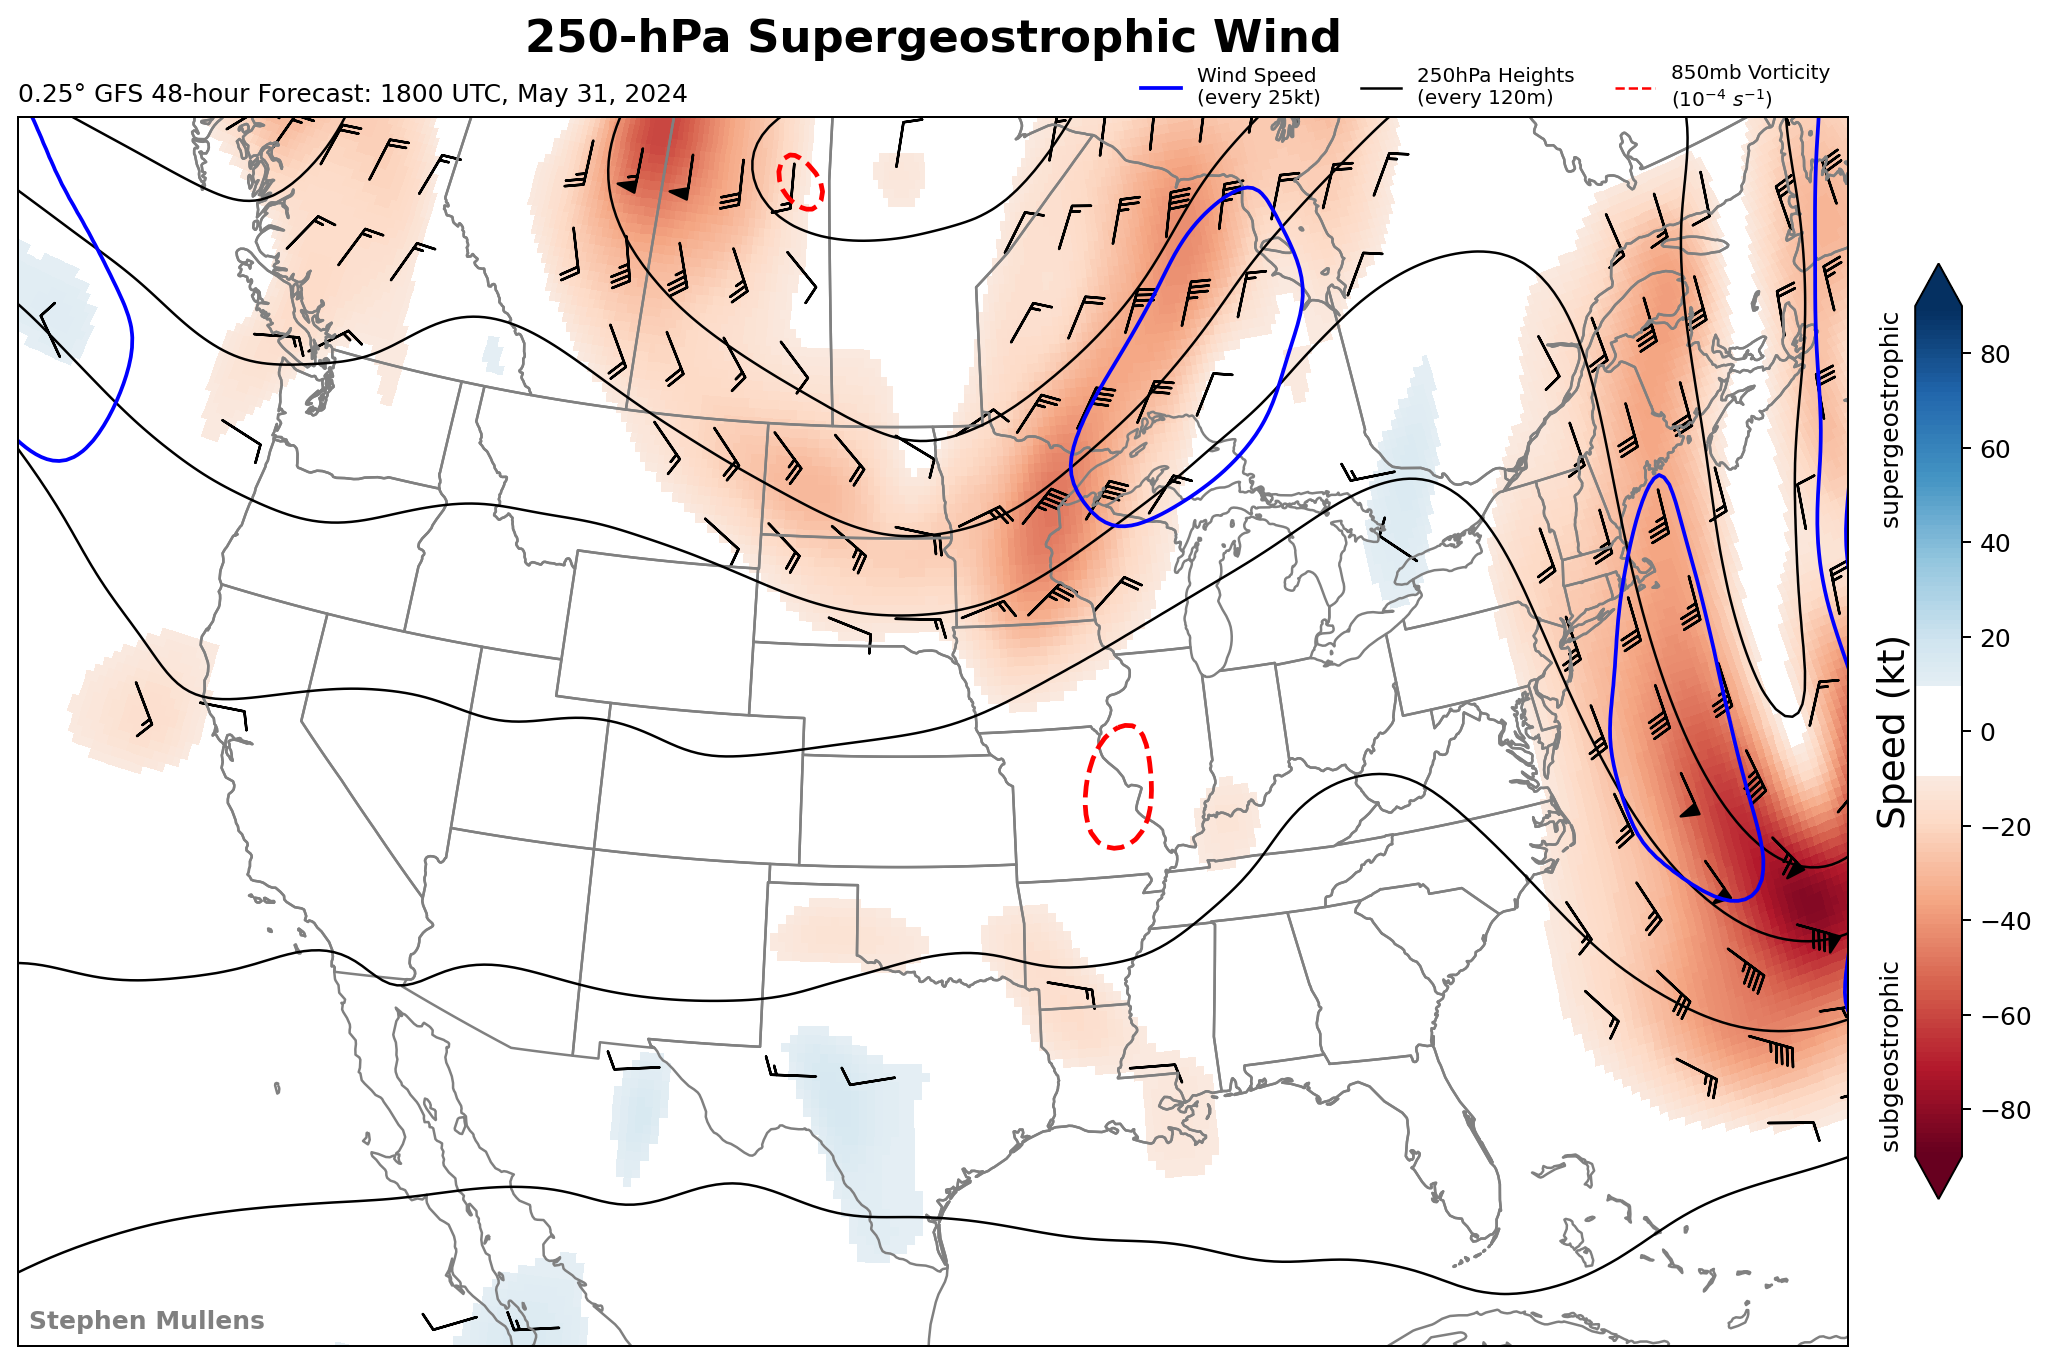 250-hPa Supergeostrophic Wind
0.25° GFS 48-hour Forecast: 1800 UTC, May 31, 2024
Wind Speed
(every 25kt)
250hPa Heights
(every 120m)
850mb Vorticity
(10⁻⁴ s⁻¹)
supergeostrophic
Speed (kt)
subgeostrophic
80
60
40
20
0
−20
−40
−60
−80
Stephen Mullens